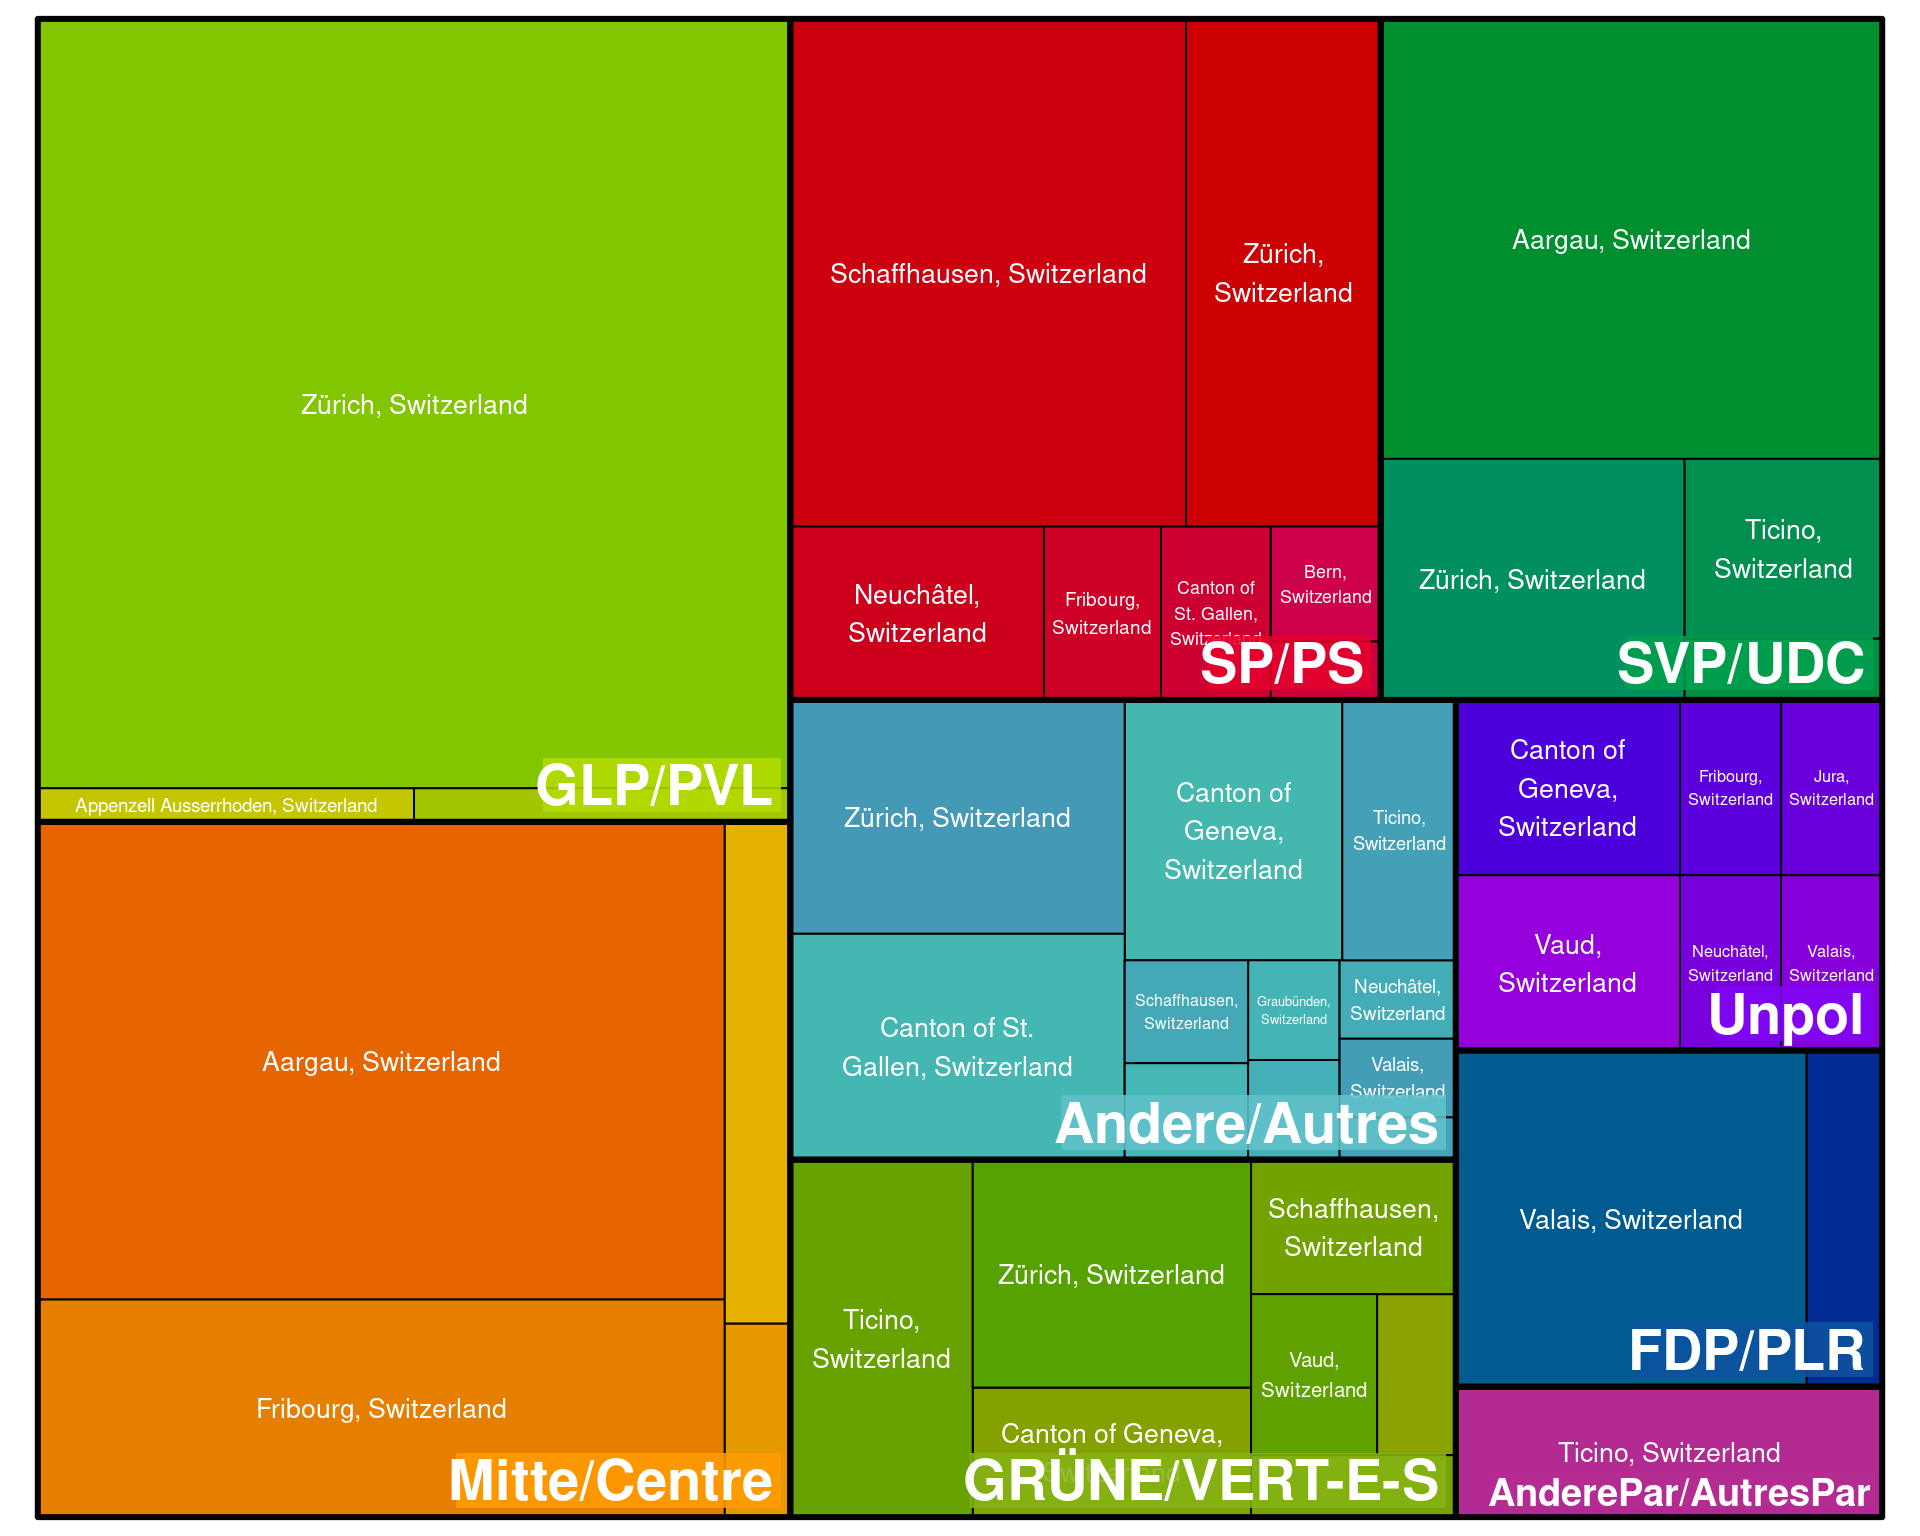 Zürich, Switzerland
Appenzell Ausserrhoden, Switzerland
GLP/PVL
Aargau, Switzerland
Fribourg, Switzerland
Mitte/Centre
Schaffhausen, Switzerland
Zürich,
Switzerland
Neuchâtel,
Switzerland
Fribourg,
Switzerland
Canton of
St. Gallen,
Switzerland
Bern,
Switzerland
SP/PS
Aargau, Switzerland
Zürich, Switzerland
Ticino,
Switzerland
SVP/UDC
Zürich, Switzerland
Canton of
Geneva,
Switzerland
Ticino,
Switzerland
Canton of St.
Gallen, Switzerland
Schaffhausen,
Switzerland
Graubünden,
Switzerland
Neuchâtel,
Switzerland
Valais,
Switzerland
Andere/Autres
Canton of
Geneva,
Switzerland
Fribourg,
Switzerland
Jura,
Switzerland
Vaud,
Switzerland
Neuchâtel,
Switzerland
Valais,
Switzerland
Unpol
Ticino,
Switzerland
Zürich, Switzerland
Schaffhausen,
Switzerland
Vaud,
Switzerland
Canton of Geneva,
GRÜNE/VERT-E-S
Valais, Switzerland
FDP/PLR
Ticino, Switzerland
AnderePar/AutresPar